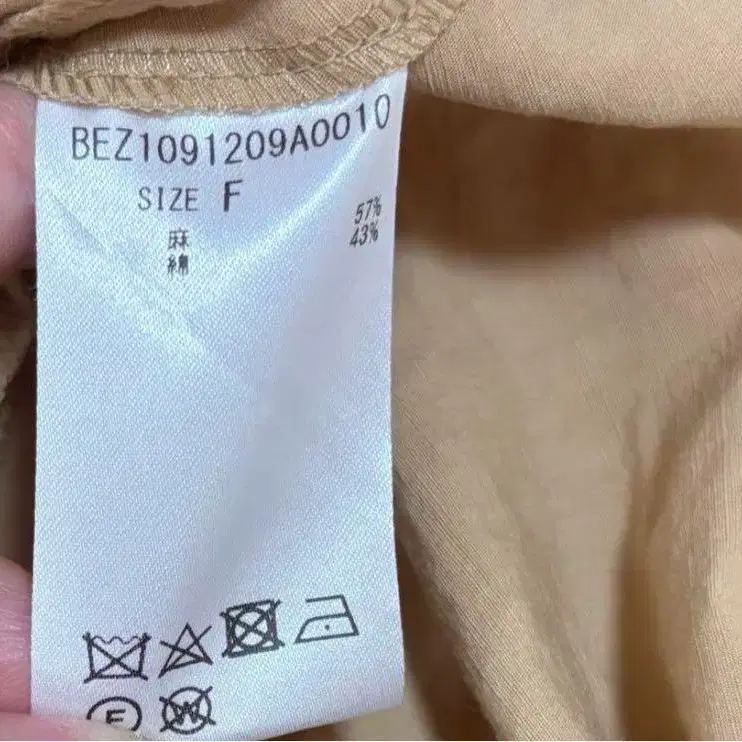 BEZ1091209A0010
SIZE F
麻 57%
綿 43%
F W